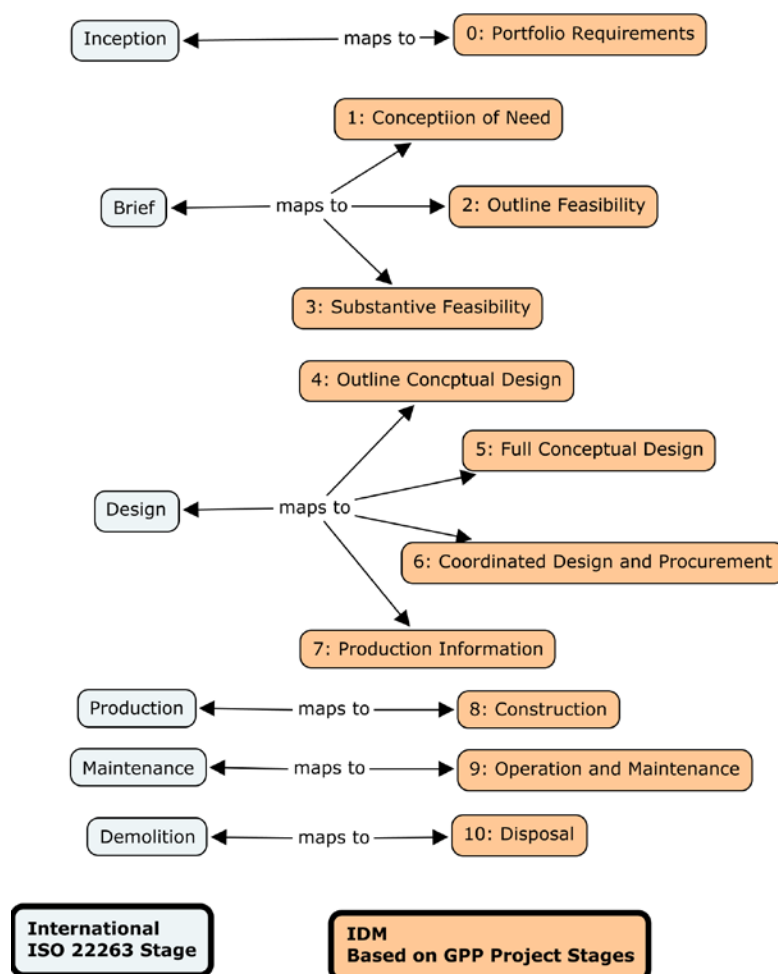 Inception
maps to
0: Portfolio Requirements
1: Conceptiion of Need
Brief
maps to
2: Outline Feasibility
3: Substantive Feasibility
4: Outline Concptual Design
5: Full Conceptual Design
Design
maps to
6: Coordinated Design and Procurement
7: Production Information
Production
maps to
8: Construction
Maintenance
maps to
9: Operation and Maintenance
Demolition
maps to
10: Disposal
International
ISO 22263 Stage
IDM
Based on GPP Project Stages